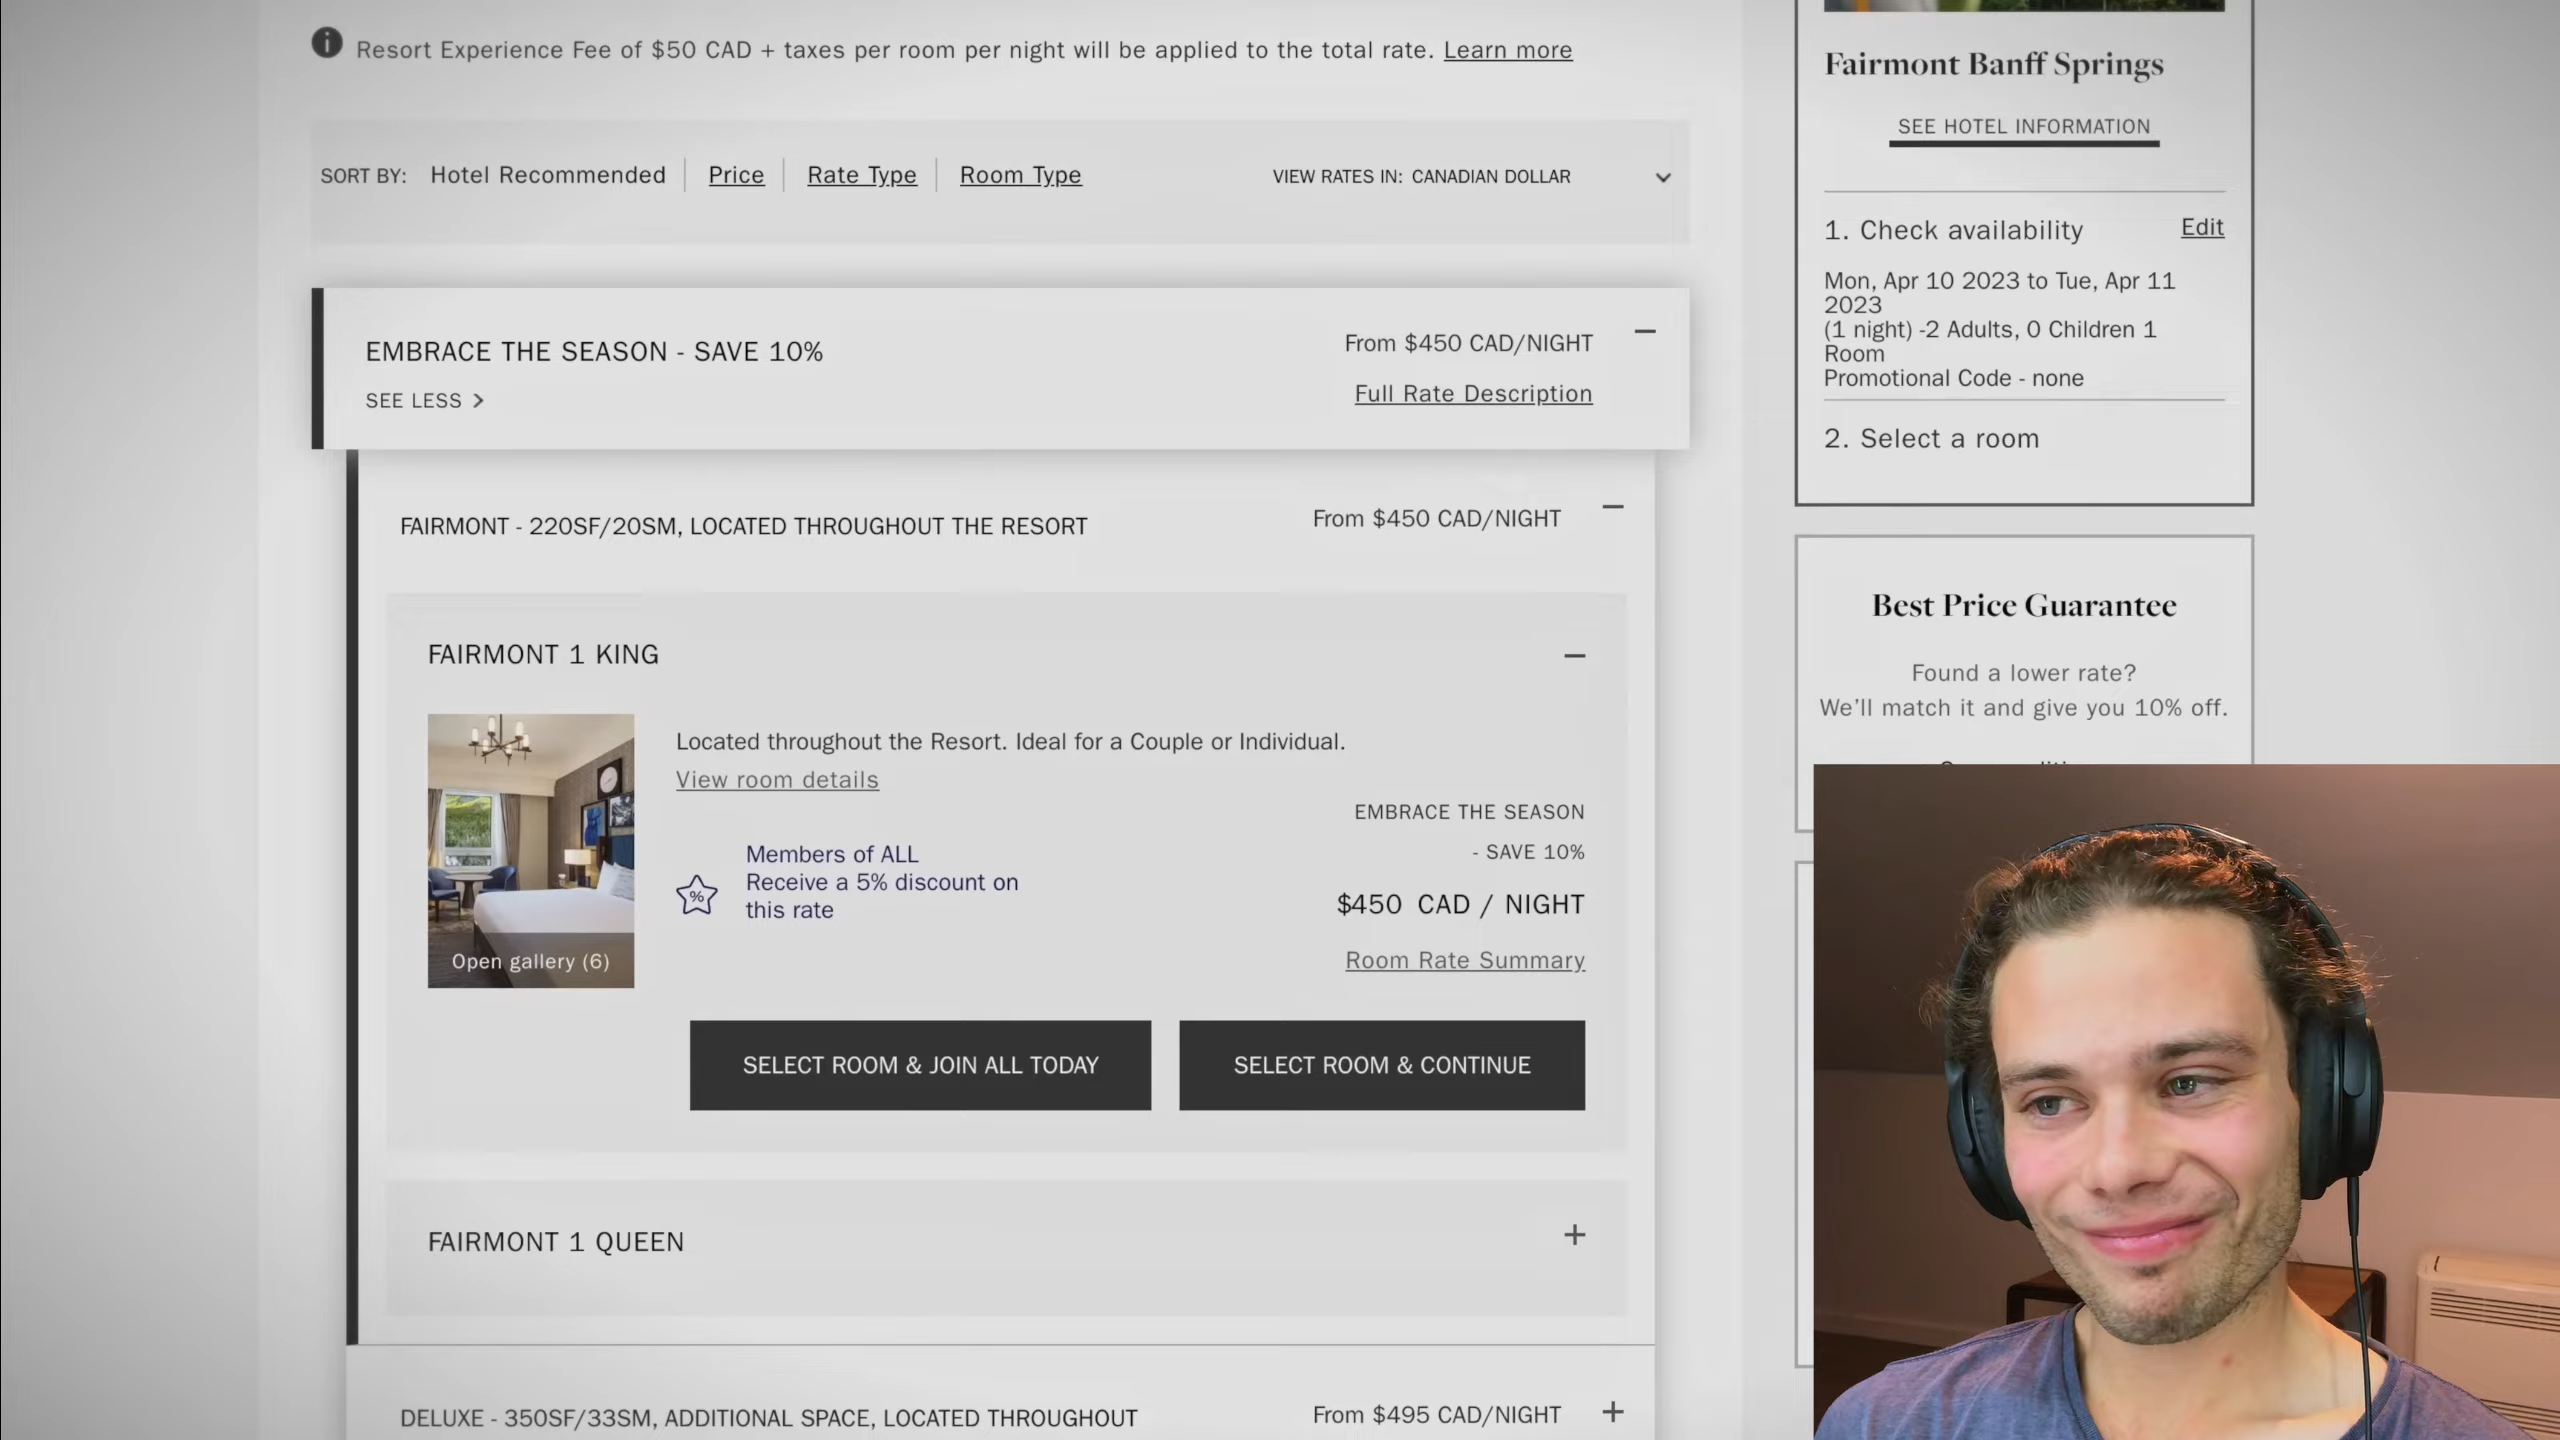 Resort Experience Fee of $50 CAD + taxes per room per night will be applied to the total rate. Learn more
SORT BY: Hotel Recommended Price Rate Type Room Type VIEW RATES IN: CANADIAN DOLLAR
EMBRACE THE SEASON - SAVE 10%
SEE LESS >
From $450 CAD/NIGHT
Full Rate Description
FAIRMONT - 220SF/20SM, LOCATED THROUGHOUT THE RESORT
From $450 CAD/NIGHT
FAIRMONT 1 KING
Open gallery (6)
Located throughout the Resort. Ideal for a Couple or Individual.
View room details
%
Members of ALL
Receive a 5% discount on
this rate
EMBRACE THE SEASON
- SAVE 10%
$450 CAD / NIGHT
Room Rate Summary
SELECT ROOM & JOIN ALL TODAY
SELECT ROOM & CONTINUE
FAIRMONT 1 QUEEN
DELUXE - 350SF/33SM, ADDITIONAL SPACE, LOCATED THROUGHOUT
From $495 CAD/NIGHT
Fairmont Banff Springs
SEE HOTEL INFORMATION
1. Check availability Edit
Mon, Apr 10 2023 to Tue, Apr 11
2023
(1 night) -2 Adults, 0 Children 1
Room
Promotional Code - none
2. Select a room
Best Price Guarantee
Found a lower rate?
We'll match it and give you 10% off.